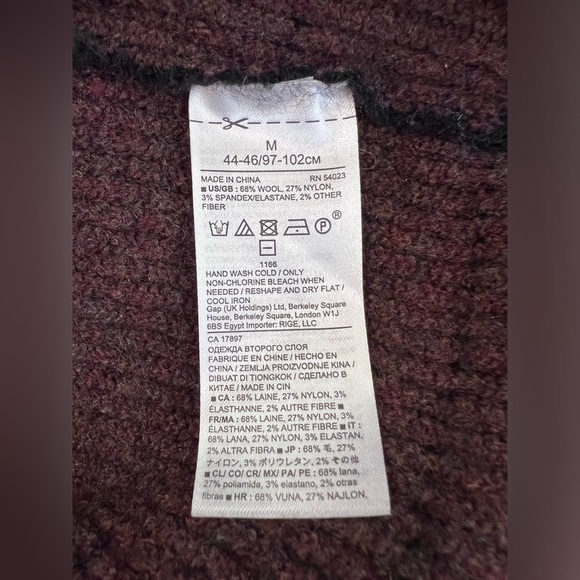 M
44-46/97-102CM
MADE IN CHINA RN 54023
■ US/GB : 68% WOOL, 27% NYLON,
3% SPANDEX/ELASTANE, 2% OTHER
FIBER
P ®
1166
HAND WASH COLD / ONLY
NON-CHLORINE BLEACH WHEN
NEEDED / RESHAPE AND DRY FLAT /
COOL IRON
Gap (UK Holdings) Ltd, Berkeley Square
House, Berkeley Square, London W1J
6BS Egypt Importer: RIGE, LLC
CA 17897
ОДЕЖДА ВТОРОГО СЛОЯ
FABRIQUE EN CHINE / HECHO EN
CHINA / ZEMLJA PROIZVODNJE KINA /
DIBUAT DI TIONGKOK / СДЕЛАНО В
КИТАЕ / MADE IN CIN
■ CA : 68% LAINE, 27% NYLON, 3%
ÉLASTHANNE, 2% AUTRE FIBRE ■
FR/MA : 68% LAINE, 27% NYLON, 3%
ÉLASTHANNE, 2% AUTRE FIBRE ■ IT :
68% LANA, 27% NYLON, 3% ELASTAN,
2% ALTRA FIBRA ■ JP : 68% 毛, 27%
ナイロン, 3% ポリウレタン, 2% その他
■ CL/ CO/ CR/ MX/ PA/ PE : 68% lana,
27% poliamida, 3% elastano, 2% otras
fibras ■ HR : 68% VUNA, 27% NAJLON,